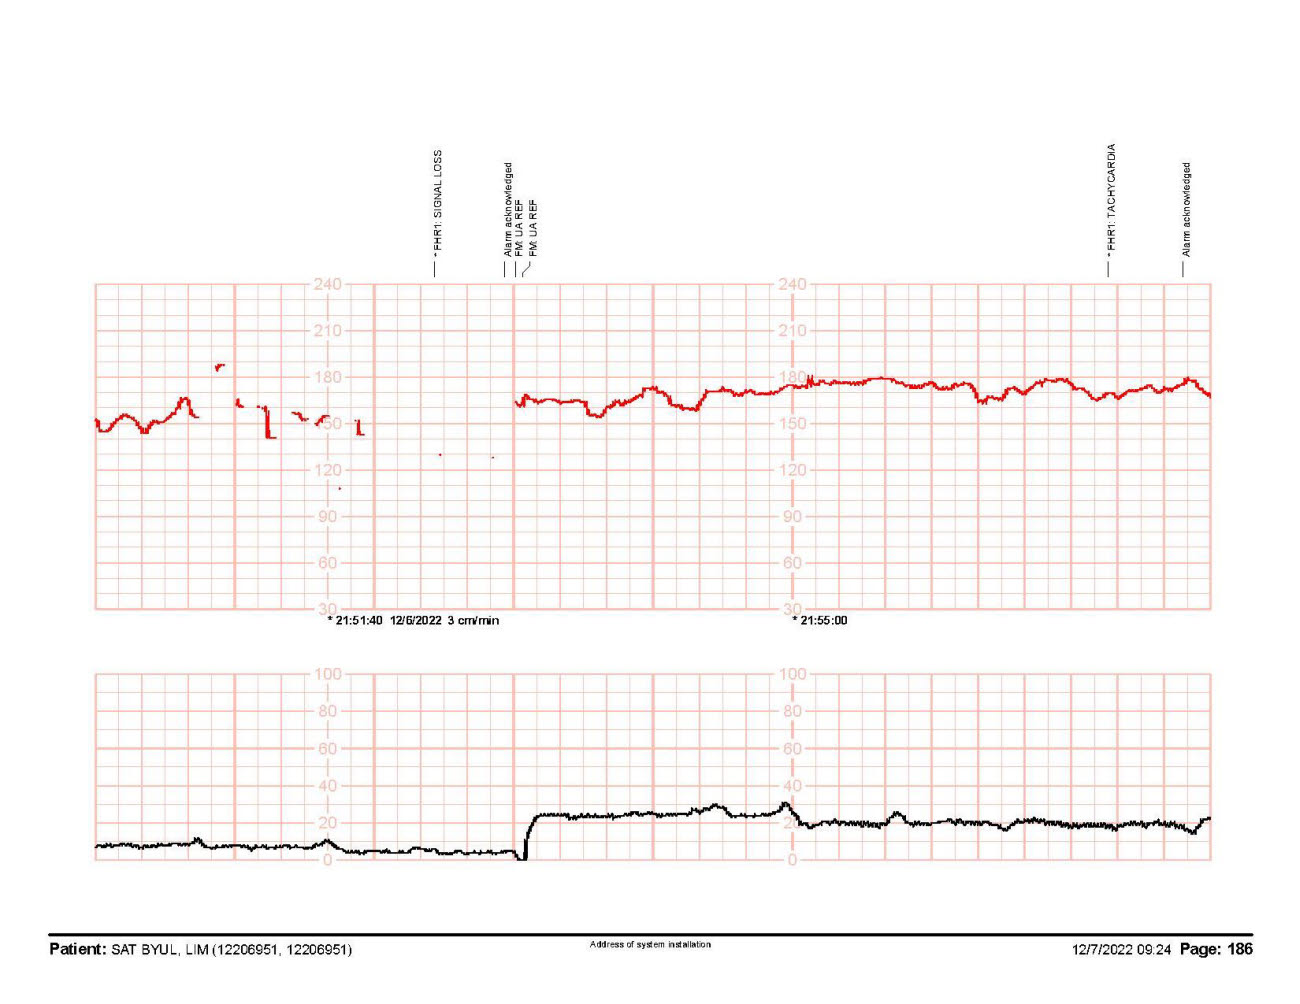 * FHR1: SIGNAL LOSS
Alarm acknowledged
FM: UA REF
FM: UA REF
* FHR1: TACHYCARDIA
Alarm acknowledged
240 240
210 210
180 180
150 150
120 120
90 90
60 60
30 30
* 21:51:40 12/6/2022 3 cm/min * 21:55:00
100 100
80 80
60 60
40 40
20 20
0 0
Patient: SAT BYUL, LIM (12206951, 12206951) Address of system installation 12/7/2022 09:24 Page: 186